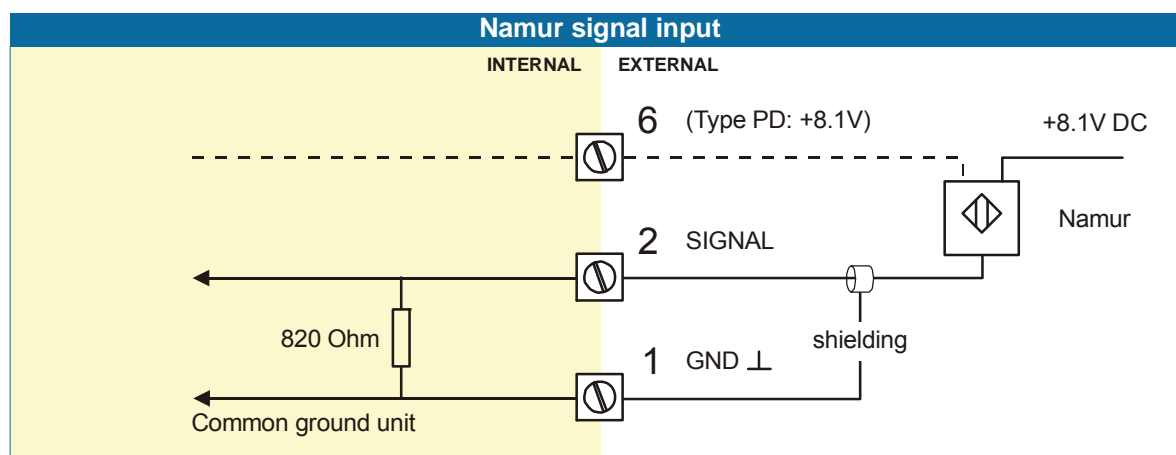 Namur signal input
INTERNAL EXTERNAL
6 (Type PD: +8.1V) +8.1V DC
Namur
2 SIGNAL
820 Ohm
shielding
1 GND ⊥
Common ground unit